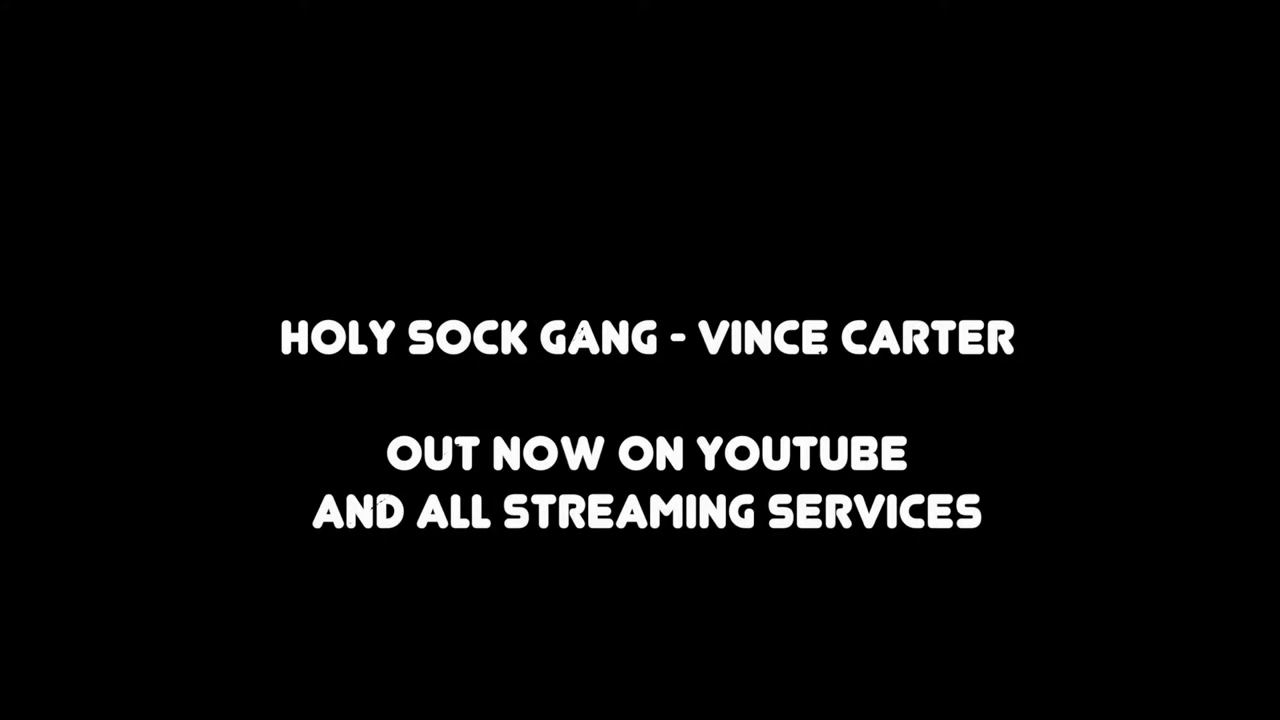 HOLY SOCK GANG - VINCE CARTER
OUT NOW ON YOUTUBE
AND ALL STREAMING SERVICES